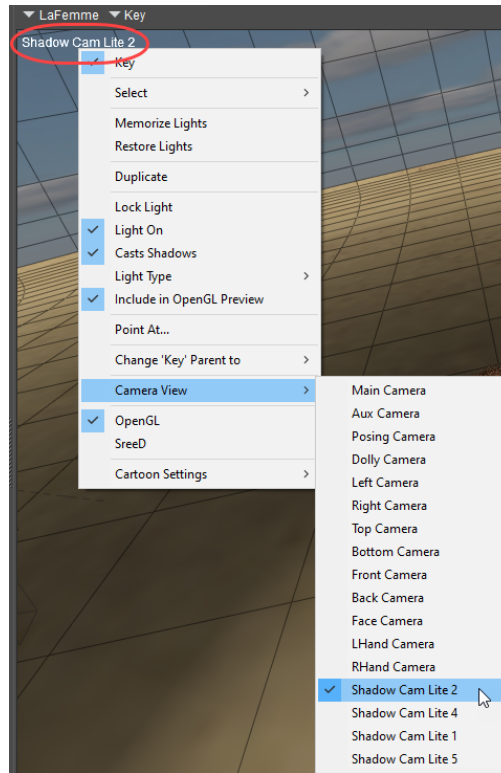 LaFemme Key
Shadow Cam Lite 2
Key
Select
Memorize Lights
Restore Lights
Duplicate
Lock Light
Light On
Casts Shadows
Light Type
Include in OpenGL Preview
Point At...
Change 'Key' Parent to
Camera View
OpenGL
SreeD
Cartoon Settings
Main Camera
Aux Camera
Posing Camera
Dolly Camera
Left Camera
Right Camera
Top Camera
Bottom Camera
Front Camera
Back Camera
Face Camera
LHand Camera
RHand Camera
Shadow Cam Lite 2
Shadow Cam Lite 4
Shadow Cam Lite 1
Shadow Cam Lite 5